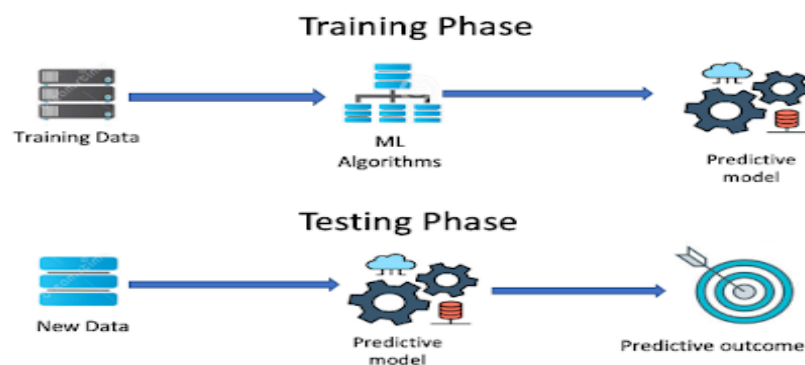 Training Phase
Training Data
ML
Algorithms
Predictive
model
Testing Phase
New Data
Predictive
model
Predictive outcome